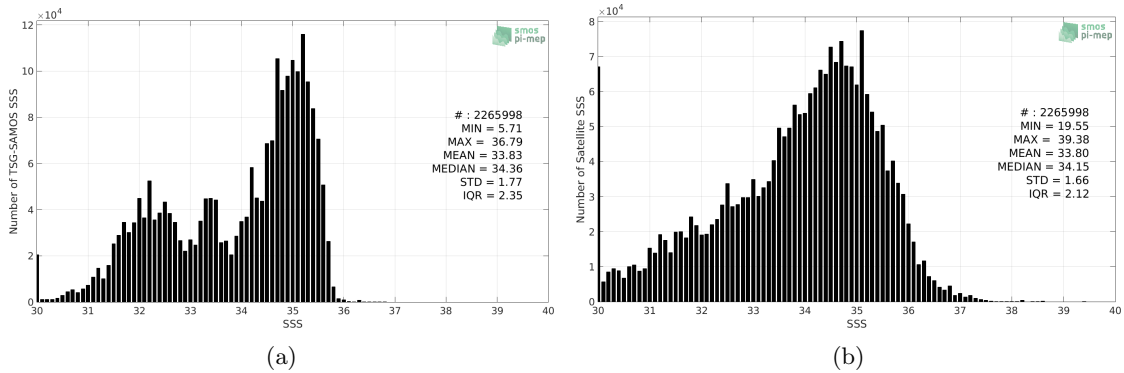 ×10⁴
12
10
8
6
4
2
0
Number of TSG-SAMOS SSS
smos
pi-mep
# : 2265998
MIN = 5.71
MAX = 36.79
MEAN = 33.83
MEDIAN = 34.36
STD = 1.77
IQR = 2.35
30 31 32 33 34 35 36 37 38 39 40
SSS
(a)
×10⁴
8
7
6
5
4
3
2
1
0
Number of Satellite SSS
smos
pi-mep
# : 2265998
MIN = 19.55
MAX = 39.38
MEAN = 33.80
MEDIAN = 34.15
STD = 1.66
IQR = 2.12
30 31 32 33 34 35 36 37 38 39 40
SSS
(b)